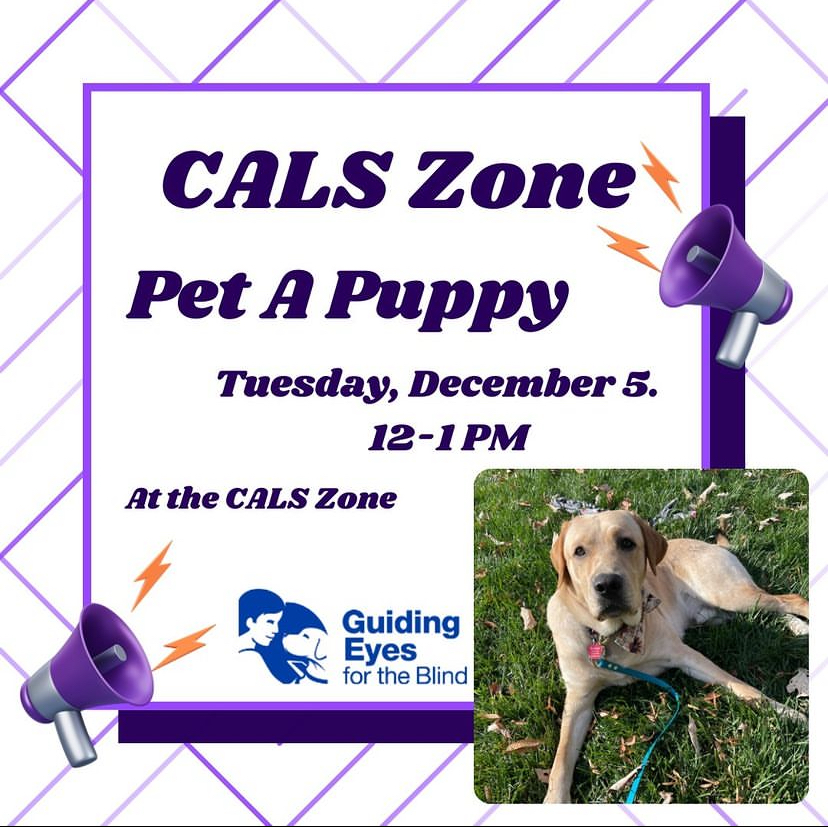 CALS Zone
Pet A Puppy
Tuesday, December 5.
12-1 PM
At the CALS Zone
Guiding
Eyes
for the Blind